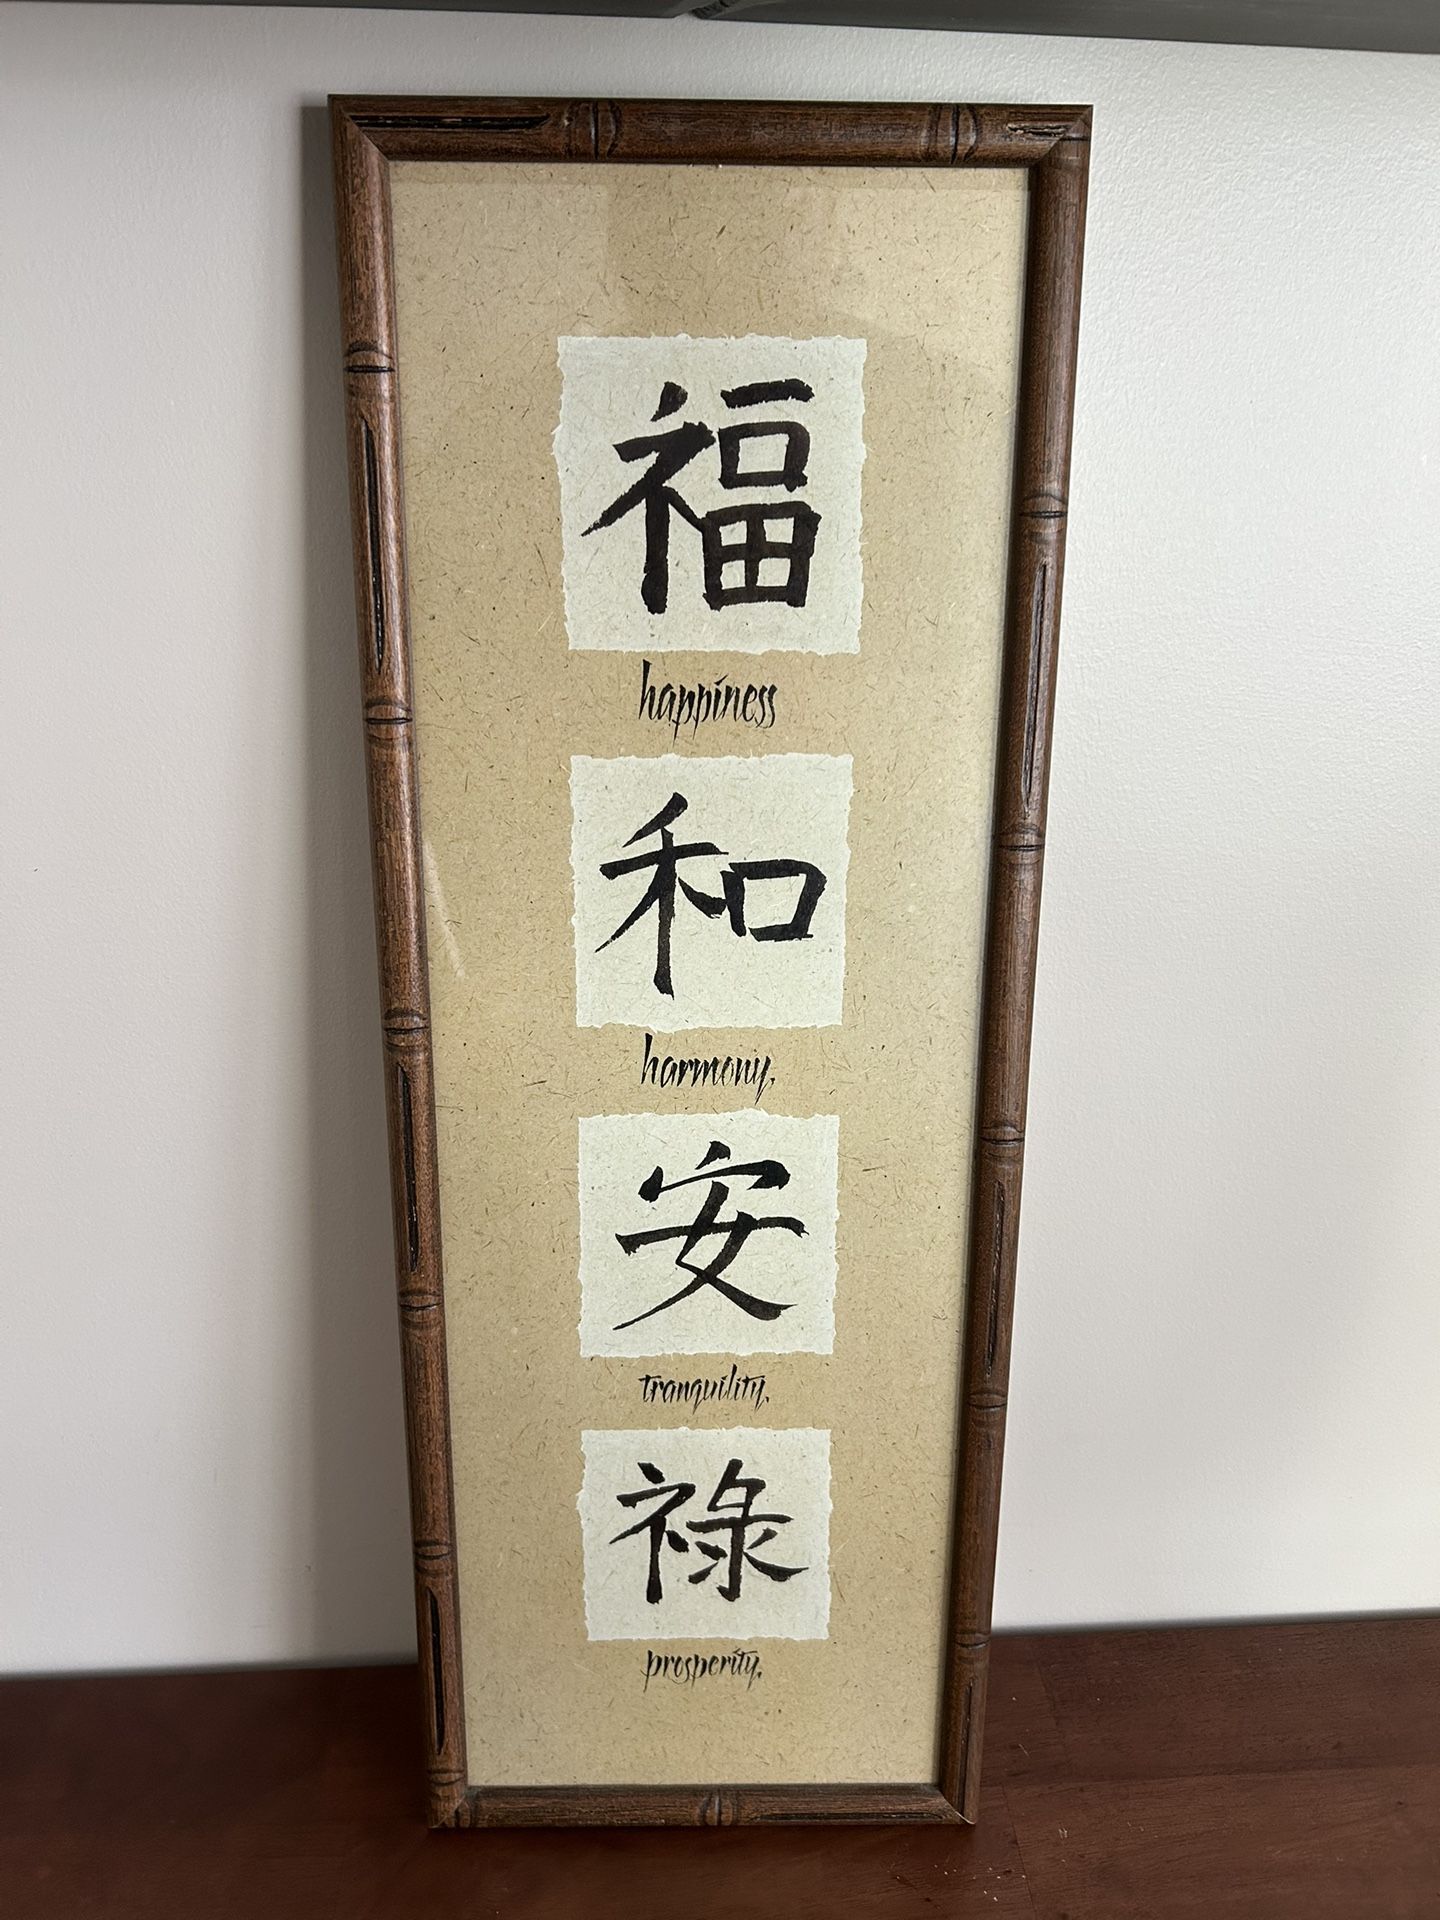 福
happiness
和
harmony,
安
tranquility,
祿
prosperity,